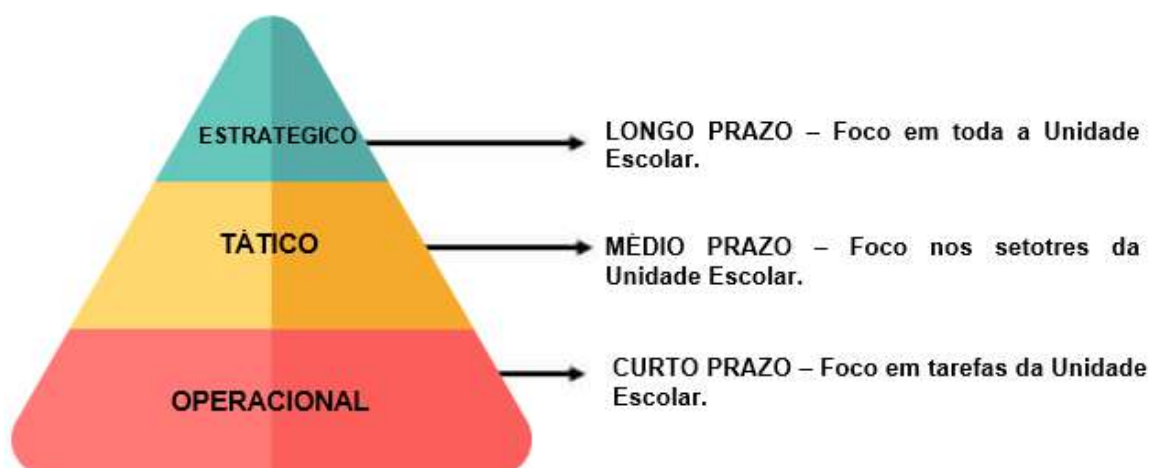 ESTRATEGICO
LONGO PRAZO – Foco em toda a Unidade
Escolar.
TÁTICO
MÉDIO PRAZO – Foco nos setotres da
Unidade Escolar.
OPERACIONAL
CURTO PRAZO – Foco em tarefas da Unidade
Escolar.